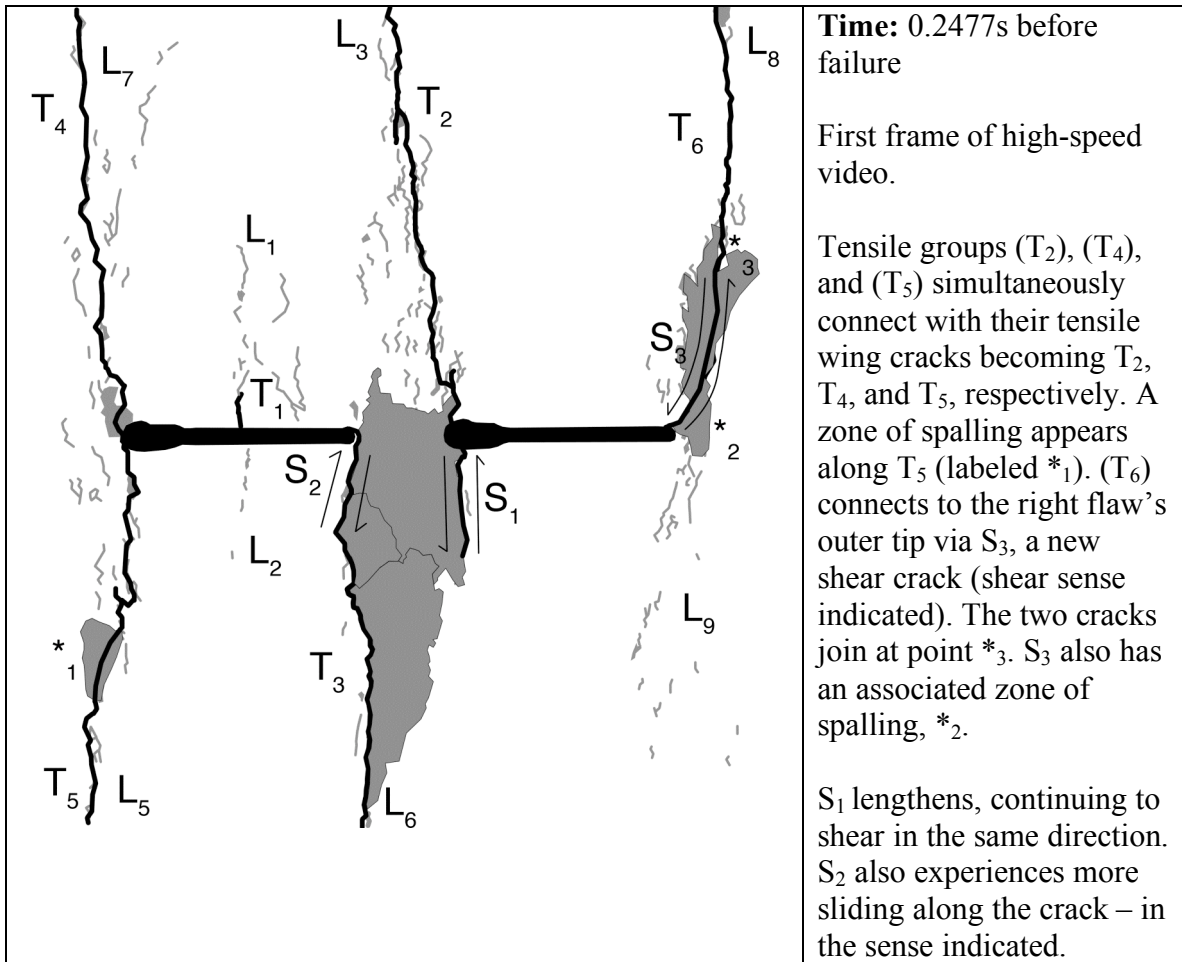 L₃
L₈
L₇
T₄
T₂
T₆
L₁
*₃
S₃
T₁
*₂
S₂
S₁
L₂
L₉
*₁
T₃
T₅
L₅
L₆
Time: 0.2477s before
failure
First frame of high-speed
video.
Tensile groups (T₂), (T₄),
and (T₅) simultaneously
connect with their tensile
wing cracks becoming T₂,
T₄, and T₅, respectively. A
zone of spalling appears
along T₅ (labeled *₁). (T₆)
connects to the right flaw’s
outer tip via S₃, a new
shear crack (shear sense
indicated). The two cracks
join at point *₃. S₃ also has
an associated zone of
spalling, *₂.
S₁ lengthens, continuing to
shear in the same direction.
S₂ also experiences more
sliding along the crack – in
the sense indicated.